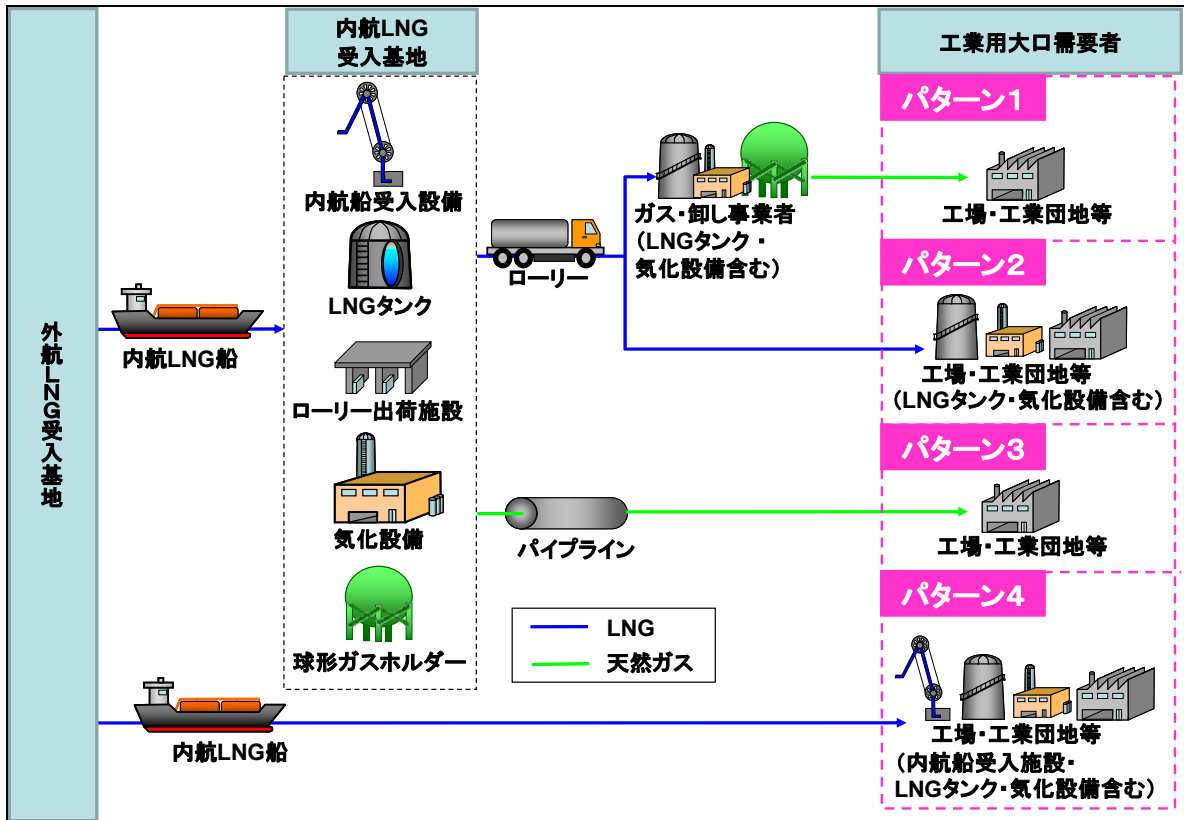 内航LNG
受入基地
工業用大口需要者
外航LNG受入基地
内航LNG船
内航船受入設備
LNGタンク
ローリー出荷施設
気化設備
球形ガスホルダー
ローリー
ガス・卸し事業者
(LNGタンク・
気化設備含む)
パイプライン
パターン1
工場・工業団地等
パターン2
工場・工業団地等
(LNGタンク・気化設備含む)
パターン3
工場・工業団地等
パターン4
工場・工業団地等
(内航船受入施設・
LNGタンク・気化設備含む)
内航LNG船
LNG
天然ガス